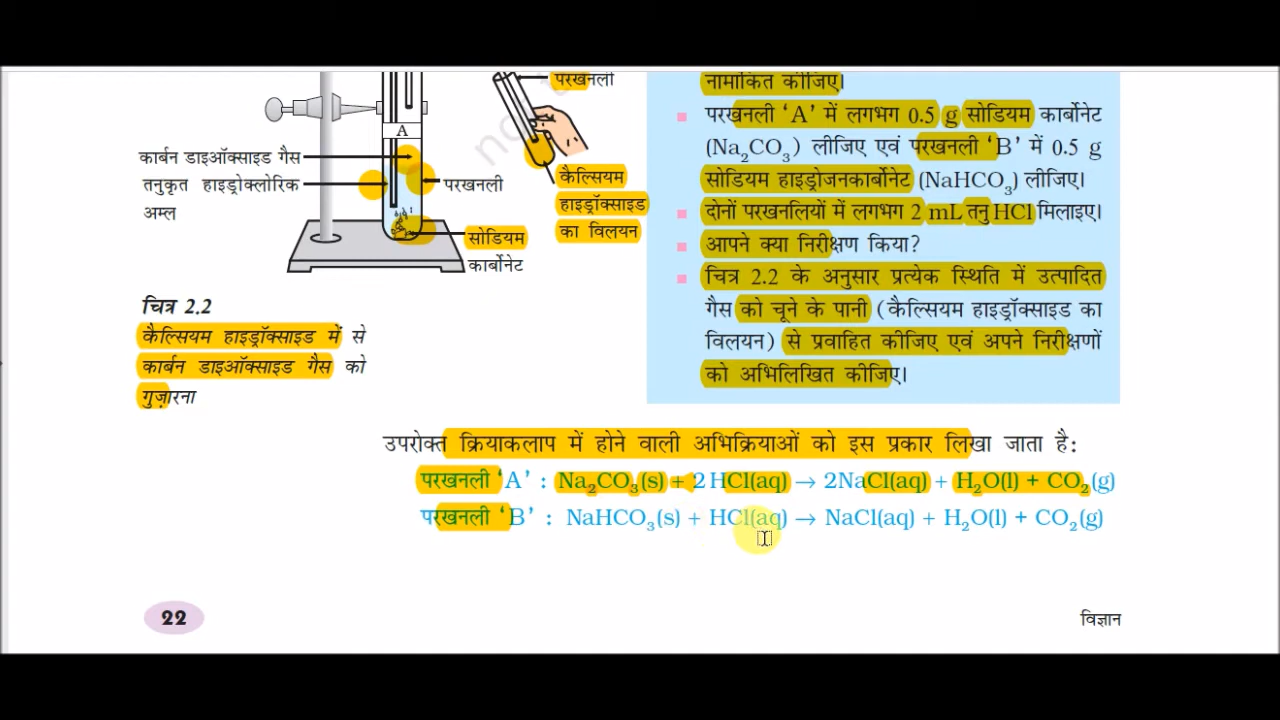 परखनली
A
कार्बन डाइऑक्साइड गैस
तनुकृत हाइड्रोक्लोरिक
अम्ल
परखनली
सोडियम
कार्बोनेट
कैल्सियम
हाइड्रॉक्साइड
का विलयन
चित्र 2.2
कैल्सियम हाइड्रॉक्साइड में से
कार्बन डाइऑक्साइड गैस को
गुज़ारना
नामांकित कीजिए।
परखनली ‘A’ में लगभग 0.5 g सोडियम कार्बोनेट
(Na₂CO₃) लीजिए एवं परखनली ‘B’ में 0.5 g
सोडियम हाइड्रोजनकार्बोनेट (NaHCO₃) लीजिए।
दोनों परखनलियों में लगभग 2 mL तनु HCl मिलाइए।
आपने क्या निरीक्षण किया?
चित्र 2.2 के अनुसार प्रत्येक स्थिति में उत्पादित
गैस को चूने के पानी (कैल्सियम हाइड्रॉक्साइड का
विलयन) से प्रवाहित कीजिए एवं अपने निरीक्षणों
को अभिलिखित कीजिए।
उपरोक्त क्रियाकलाप में होने वाली अभिक्रियाओं को इस प्रकार लिखा जाता है:
परखनली ‘A’ : Na₂CO₃(s) + 2HCl(aq) → 2NaCl(aq) + H₂O(l) + CO₂(g)
परखनली ‘B’ : NaHCO₃(s) + HCl(aq) → NaCl(aq) + H₂O(l) + CO₂(g)
22
विज्ञान